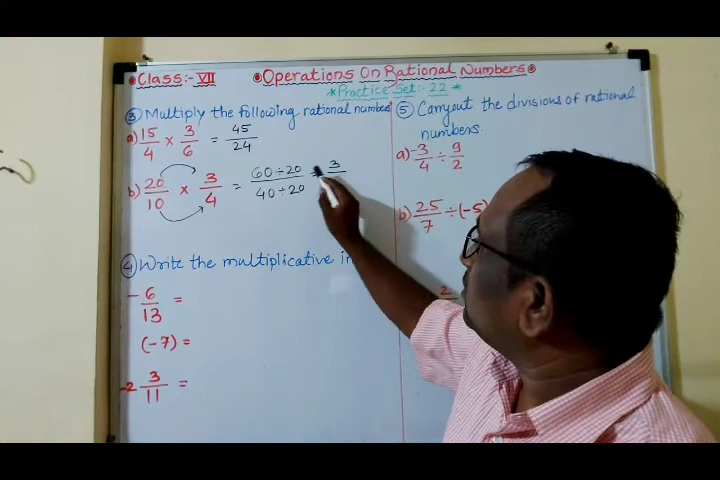 Class:- VII
Operations On Rational Numbers
*Practice Set:- 22*
③ Multiply the following rational numbers
a) 15/4 × 3/6 = 45/24
b) 20/10 × 3/4 = 60÷20/40÷20 = 3/
④ Write the multiplicative in
- 6/13 =
(-7) =
-2 3/11 =
⑤ Carryout the divisions of rational
numbers.
a) -3/4 ÷ 9/2
b) 25/7 ÷ (-5)
2